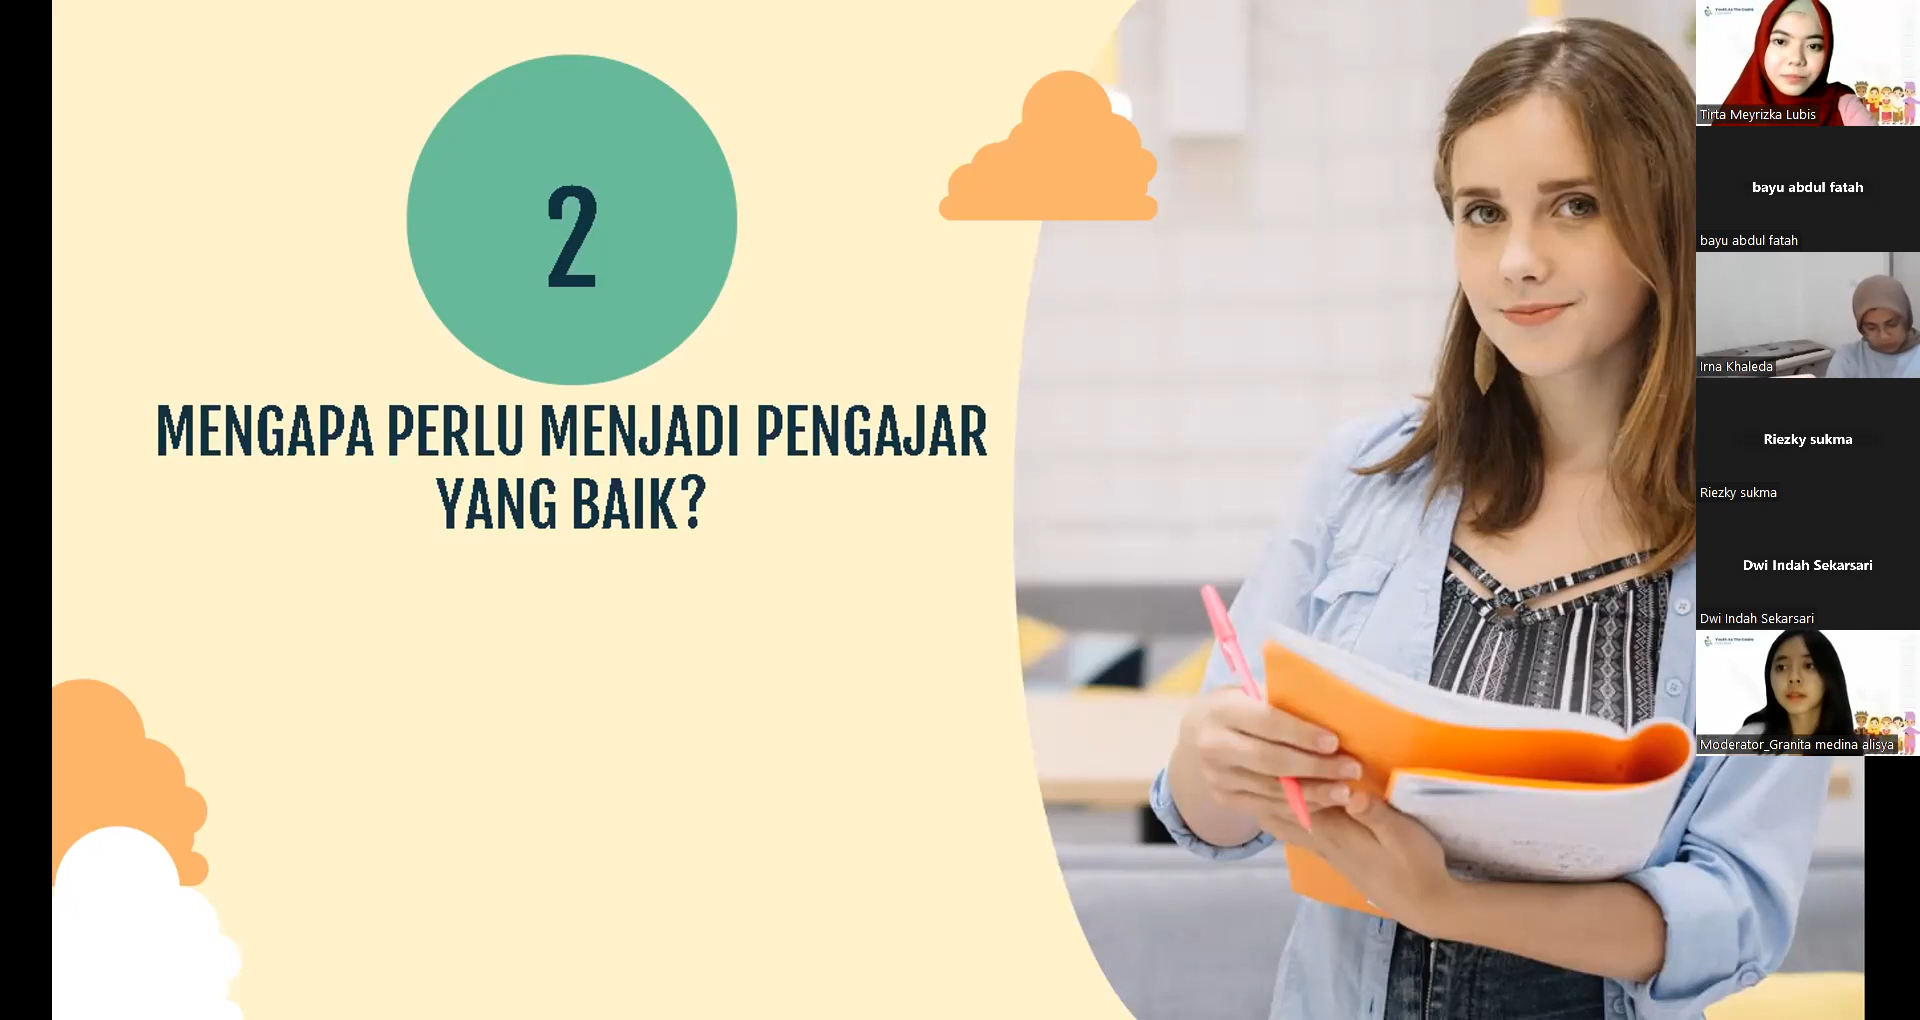 2
MENGAPA PERLU MENJADI PENGAJAR
YANG BAIK?
Tirta Meyrizka Lubis
bayu abdul fatah
bayu abdul fatah
Irna Khaleda
Riezky sukma
Riezky sukma
Dwi Indah Sekarsari
Dwi Indah Sekarsari
Moderator_Granita medina alisya